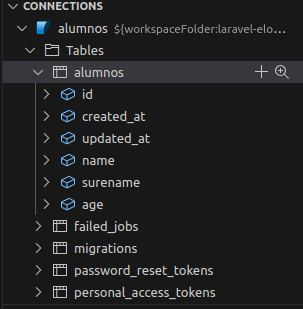 CONNECTIONS
alumnos ${workspaceFolder:laravel-elo...
Tables
alumnos
id
created_at
updated_at
name
surename
age
failed_jobs
migrations
password_reset_tokens
personal_access_tokens